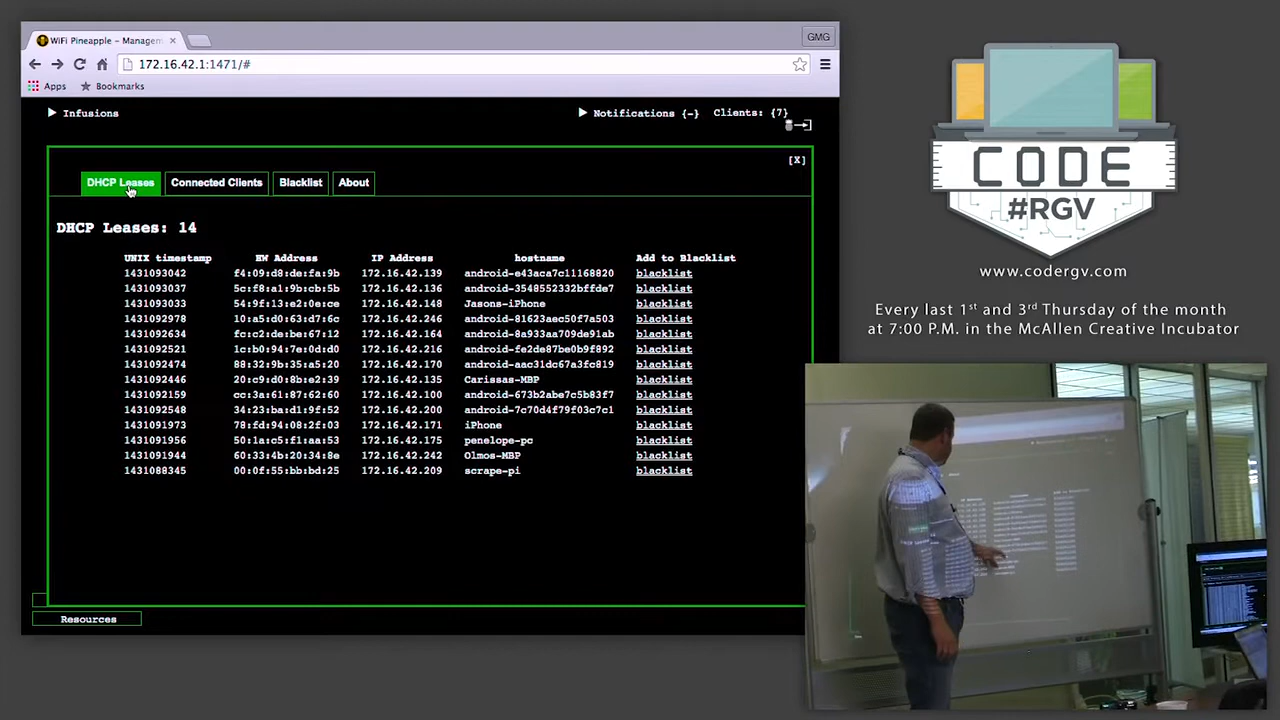 WiFi Pineapple - Managem
GMG
172.16.42.1:1471/#
Apps
Bookmarks
Infusions
Notifications {-}
Clients: {7}
[X]
DHCP Leases
Connected Clients
Blacklist
About
DHCP Leases: 14
UNIX timestamp HW Address IP Address hostname Add to Blacklist
1431093042 f4:09:d8:de:fa:9b 172.16.42.139 android-e43aca7c11168820 blacklist
1431093037 5c:f8:a1:9b:cb:5b 172.16.42.136 android-3548552332bffde7 blacklist
1431093033 54:9f:13:e2:0e:ce 172.16.42.148 Jasons-iPhone blacklist
1431092978 10:a5:d0:63:d7:6c 172.16.42.246 android-81623aec50f7a503 blacklist
1431092634 fc:c2:de:be:67:12 172.16.42.164 android-8a933aa709de91ab blacklist
1431092521 1c:b0:94:7e:0d:d0 172.16.42.216 android-fe2de87be0b9f892 blacklist
1431092474 88:32:9b:35:a5:20 172.16.42.170 android-aac31dc67a3fc819 blacklist
1431092446 20:c9:d0:8b:e2:39 172.16.42.135 Carissas-MBP blacklist
1431092159 cc:3a:61:87:62:60 172.16.42.100 android-673b2abe7c5b83f7 blacklist
1431092548 34:23:ba:d1:9f:52 172.16.42.200 android-7c70d4f79f03c7c1 blacklist
1431091973 78:fd:94:08:2f:03 172.16.42.171 iPhone blacklist
1431091956 50:1a:c5:f1:aa:53 172.16.42.175 penelope-pc blacklist
1431091944 60:33:4b:20:34:8e 172.16.42.242 Olmos-MBP blacklist
1431088345 00:0f:55:bb:bd:25 172.16.42.209 scrape-pi blacklist
Resources
CODE
#RGV
www.codergv.com
Every last 1st and 3rd Thursday of the month
at 7:00 P.M. in the McAllen Creative Incubator